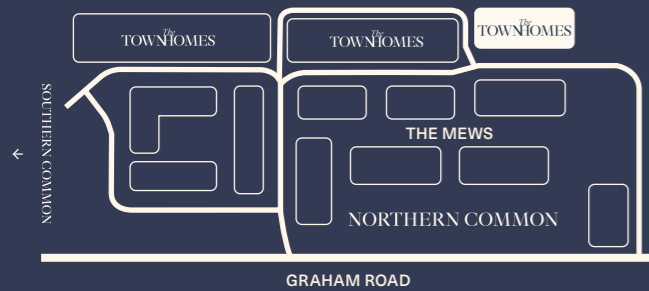 The
TOWNHOMES
The
TOWNHOMES
The
TOWNHOMES
SOUTHERN COMMON
THE MEWS
NORTHERN COMMON
GRAHAM ROAD